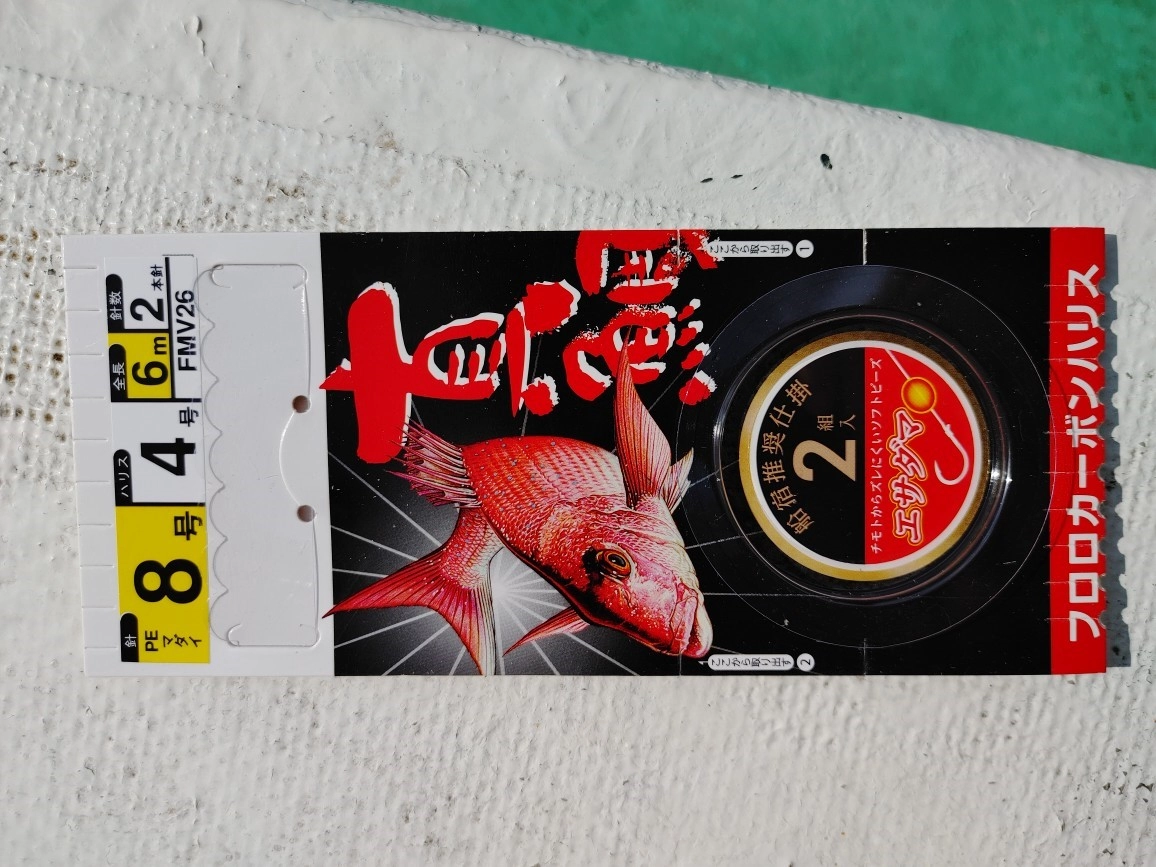 針
PE
マダイ
8号
ハリス
4号
全長
6m
針数
2本針
FMV26
真鯛
ここから取り出す①
船宿推奨仕掛
2組入
チモトからズレにくいソフトビーズ
エサダマ
ここから取り出す②
フロロカーボンハリス